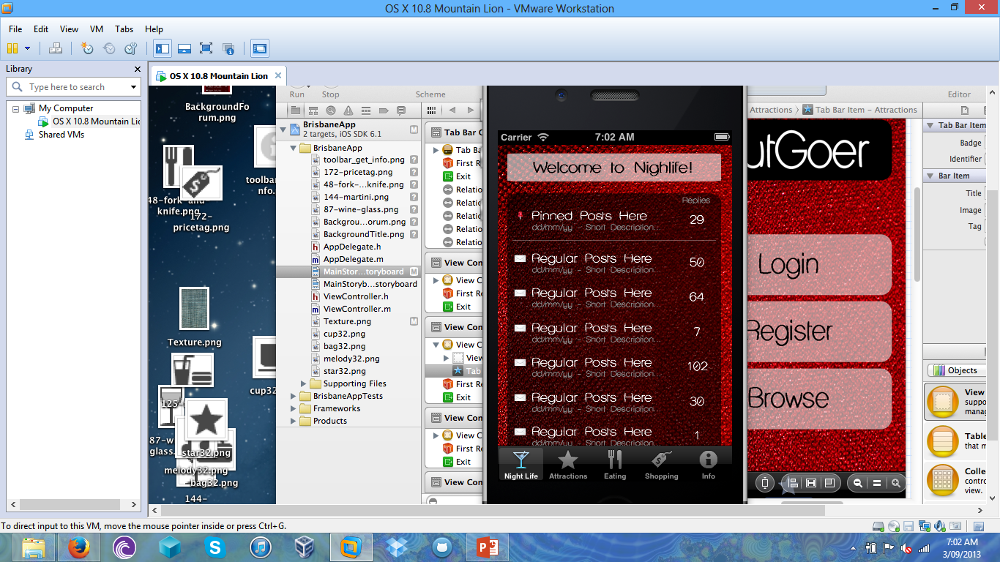 OS X 10.8 Mountain Lion - VMware Workstation
File Edit View VM Tabs Help
Library
Type here to search
My Computer
OS X 10.8 Mountain Lic
Shared VMs
OS X 10.8 Mountain Lion
BackgroundFo
rum.png
48-fork-and-
knife.png
172-
pricetag.png
Texture.png
cup32
125-
87-w
glass.
star32.png
melody32.png
bag32.png
144-
Run Stop Scheme Editor
BrisbaneApp
2 targets, iOS SDK 6.1
BrisbaneApp
toolbar_get_info.png
172-pricetag.png
48-fork-...knife.png
144-martini.png
87-wine-glass.png
Backgrou...orum.png
BackgroundTitle.png
AppDelegate.h
AppDelegate.m
MainStor...toryboard
MainStoryb...storyboard
ViewController.h
ViewController.m
Texture.png
cup32.png
bag32.png
melody32.png
star32.png
Supporting Files
BrisbaneAppTests
Frameworks
Products
Tab Bar C
Tab Ba
First R
Exit
Relatio
Relatio
Relatio
Relatio
Relatio
View Con
View C
First Re
Exit
View Con
View C
View
Tab
First Re
Exit
View Con
View C
First Re
Exit
View Con
Carrier 7:02 AM
Welcome to Nighlife!
Replies
Pinned Posts Here 29
dd/mm/yy - Short Description...
Regular Posts Here 50
dd/mm/yy - Short Description...
Regular Posts Here 64
dd/mm/yy - Short Description...
Regular Posts Here 7
dd/mm/yy - Short Description...
Regular Posts Here 102
dd/mm/yy - Short Description...
Regular Posts Here 30
dd/mm/yy - Short Description...
Regular Posts Here 1
dd/mm/yy - Short Description...
Night Life Attractions Eating Shopping Info
Attractions Tab Bar Item – Attractions
utGoer
Login
Register
Browse
Tab Bar Item
Badge
Identifier
Bar Item
Title
Image
Tag
Objects
View
suppo
manag
Table
that m
Colle
contro
view.
To direct input to this VM, move the mouse pointer inside or press Ctrl+G.
7:02 AM
3/09/2013